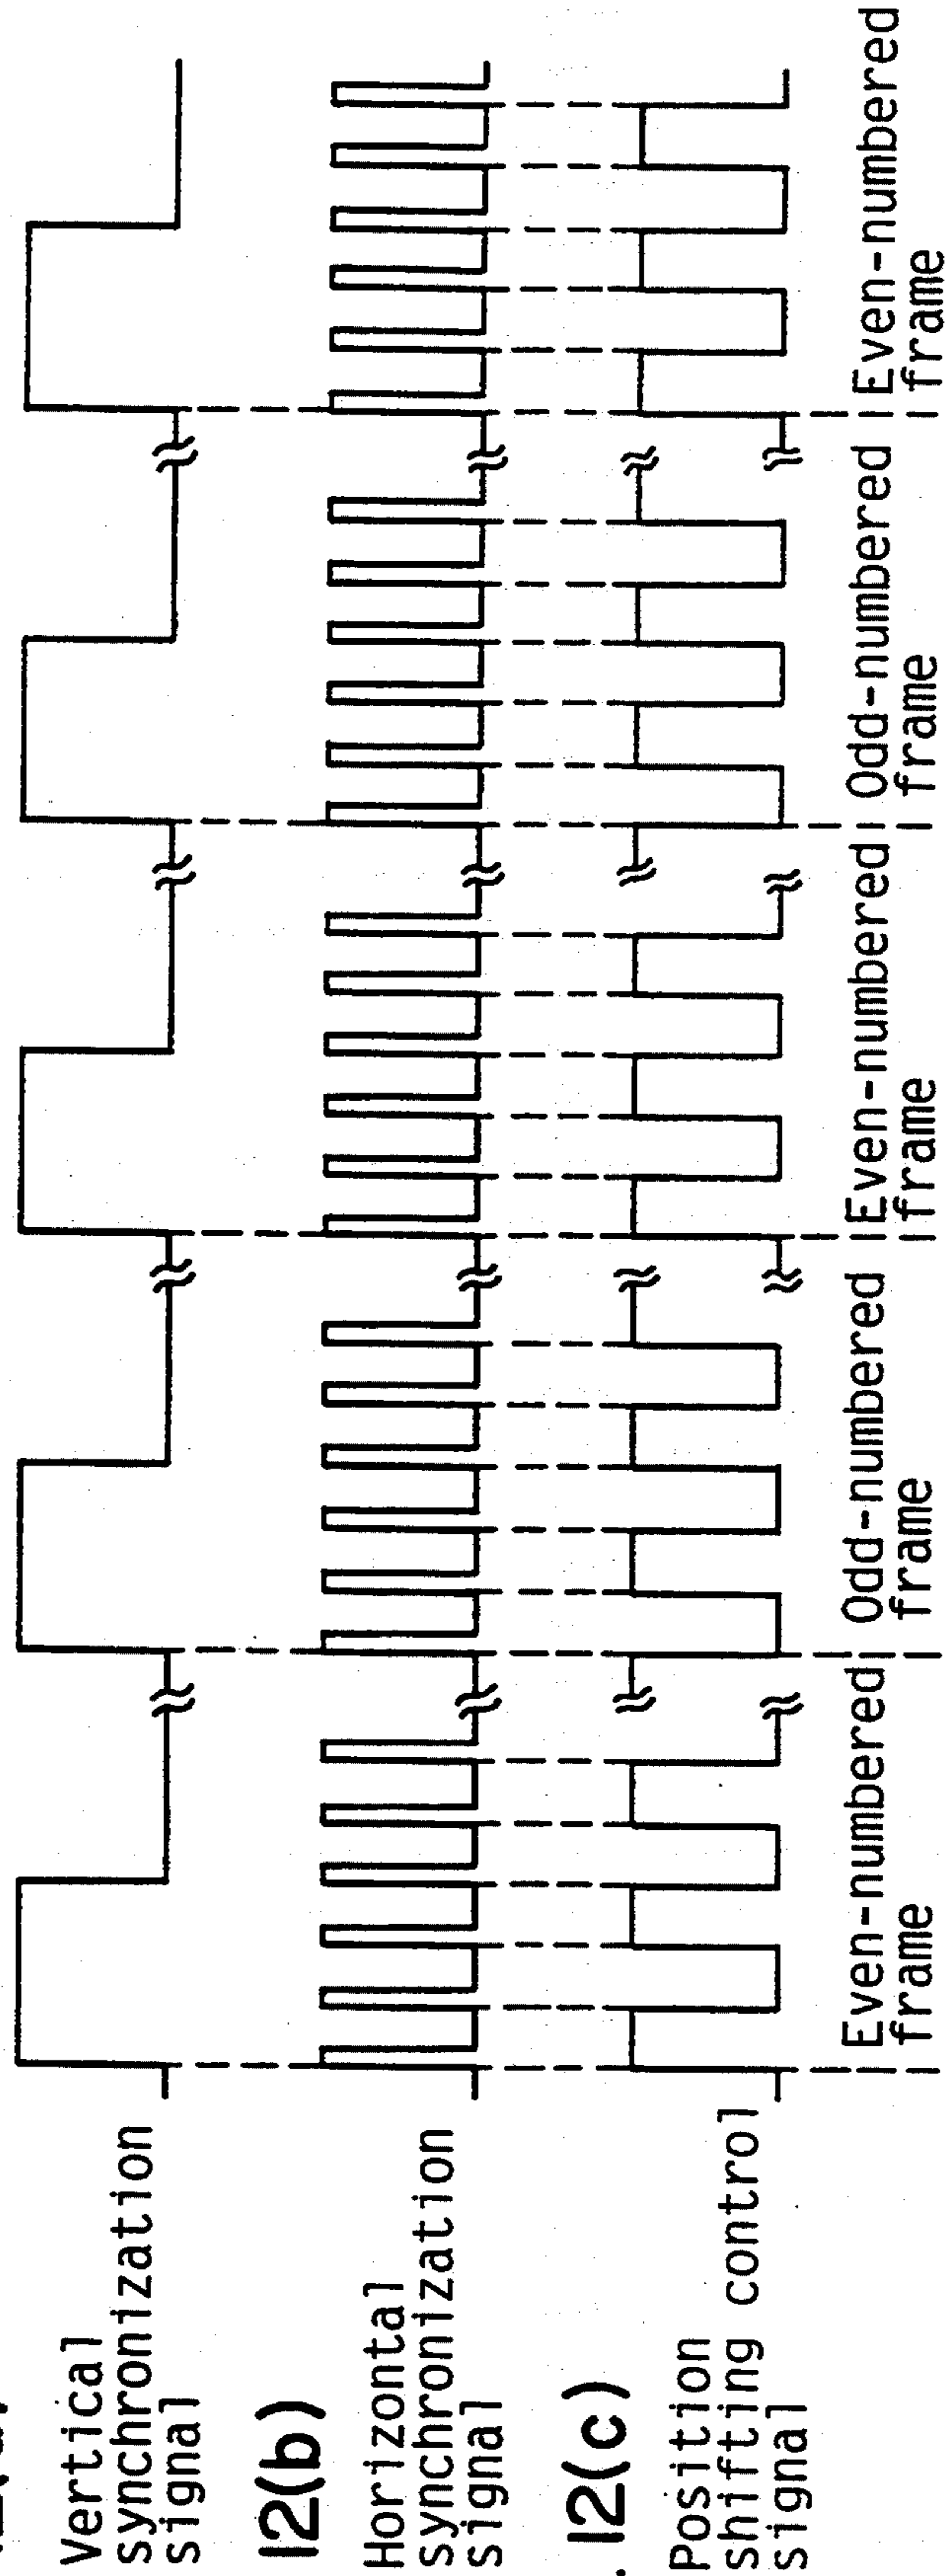 Vertical
synchronization
signal
12(b)
Horizontal
synchronization
signal
. 12(c)
Position
shifting control
signal
Even-numbered
frame
Odd-numbered
frame
Even-numbered
frame
Odd-numbered
frame
Even-numbered
frame